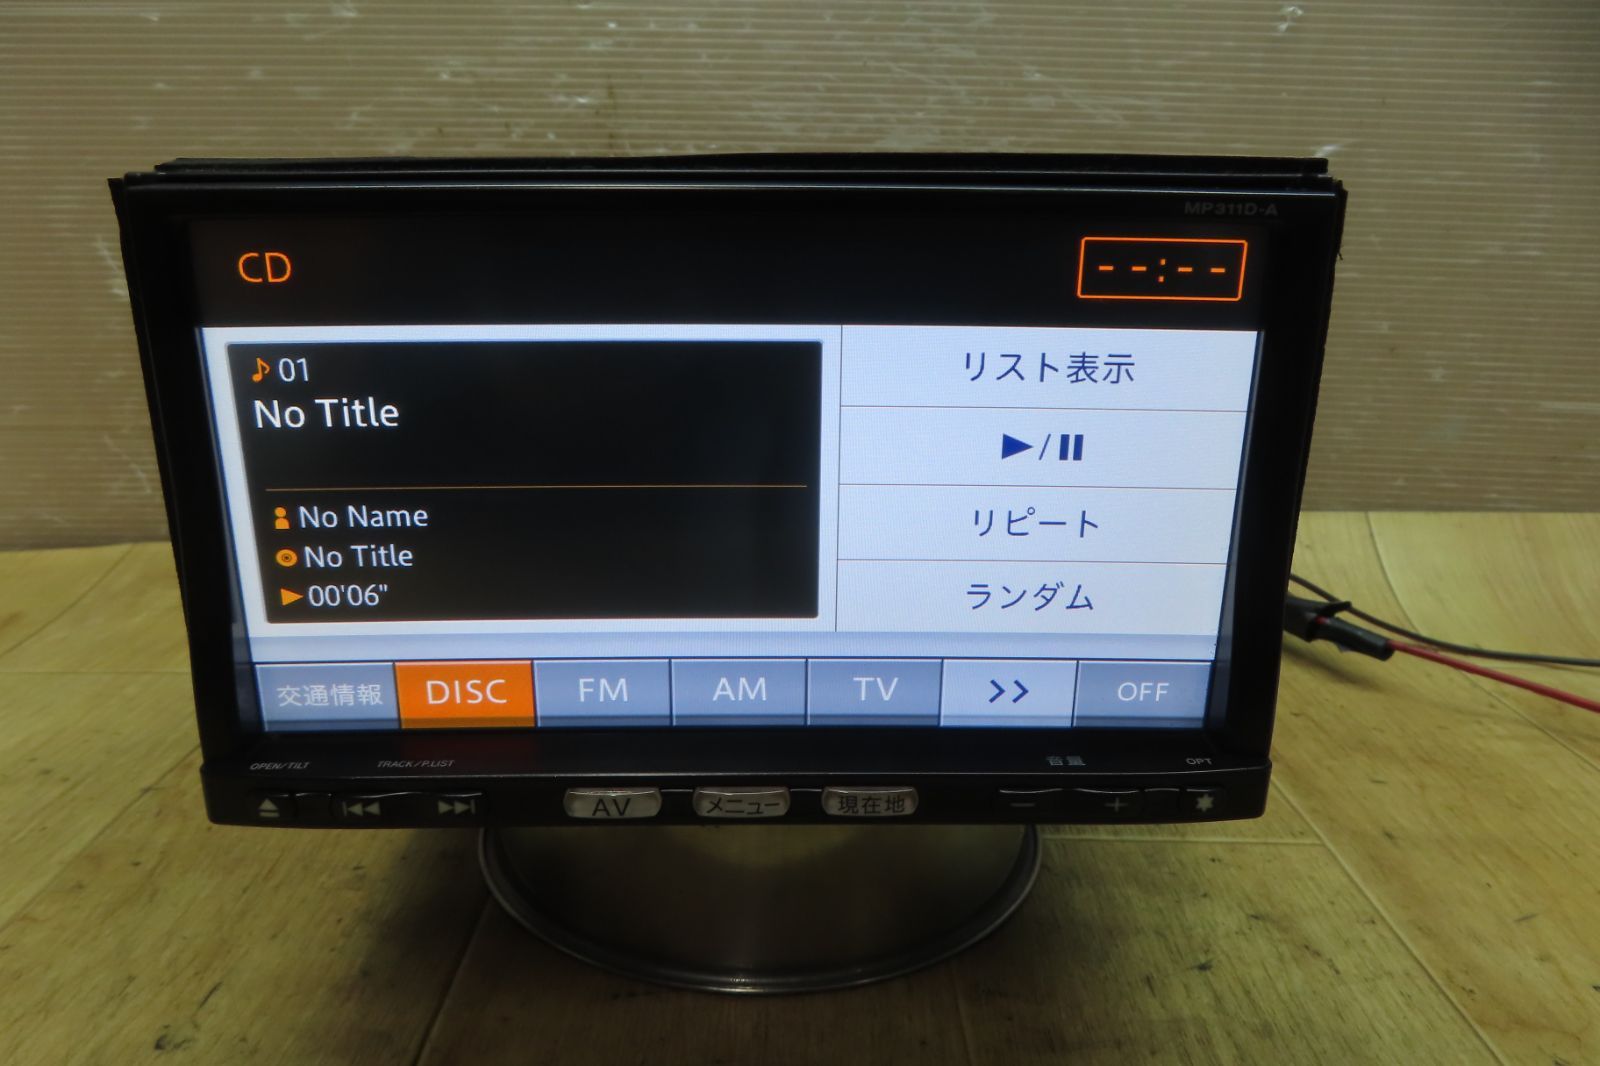 MP311D-A
CD
--:--
01
No Title
No Name
No Title
00'06"
リスト表示
▶/⏸
リピート
ランダム
交通情報 DISC FM AM TV >> OFF
OPEN/TILT TRACK/P.LIST 音量 OPT
AV メニュー 現在地 − +